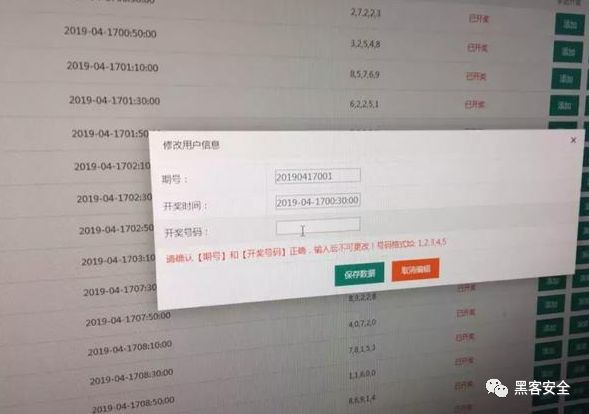 2,7,2,2,3 已开奖 添加
2019-04-1700:50:00 3,2,5,4,8 已开奖 添加
2019-04-1701:10:00 8,5,7,6,9 已开奖 添加
2019-04-1701:30:00 6,2,2,5,1 已开奖 添加
2019-04-1701:50:
修改用户信息 ×
2019-04-1702:10:
期号： 20190417001
2019-04-1702:30:
开奖时间： 2019-04-1700:30:00
2019-04-1702:50:
开奖号码：
2019-04-1703:10:
请确认【期号】和【开奖号码】正确，输入后不可更改！号码格式如: 1,2,3,4,5
保存数据 取消编辑
2019-04-1707:30:
8,3,2,2,8 已开奖
2019-04-1707:50:00 4,0,7,2,0 已开奖
2019-04-1708:10:00 7,8,1,5,3 已开奖
2019-04-1708:30:00 1,1,6,0,0 已开奖
2019-04-1708:50:00 8,6,9,1,4 已开奖
黑客安全